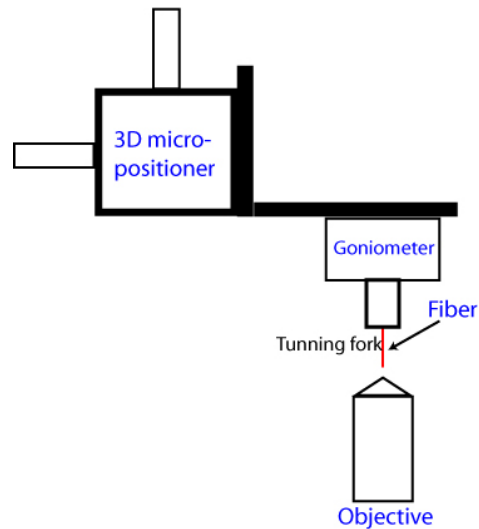 3D micro-
positioner
Goniometer
Fiber
Tunning fork
Objective